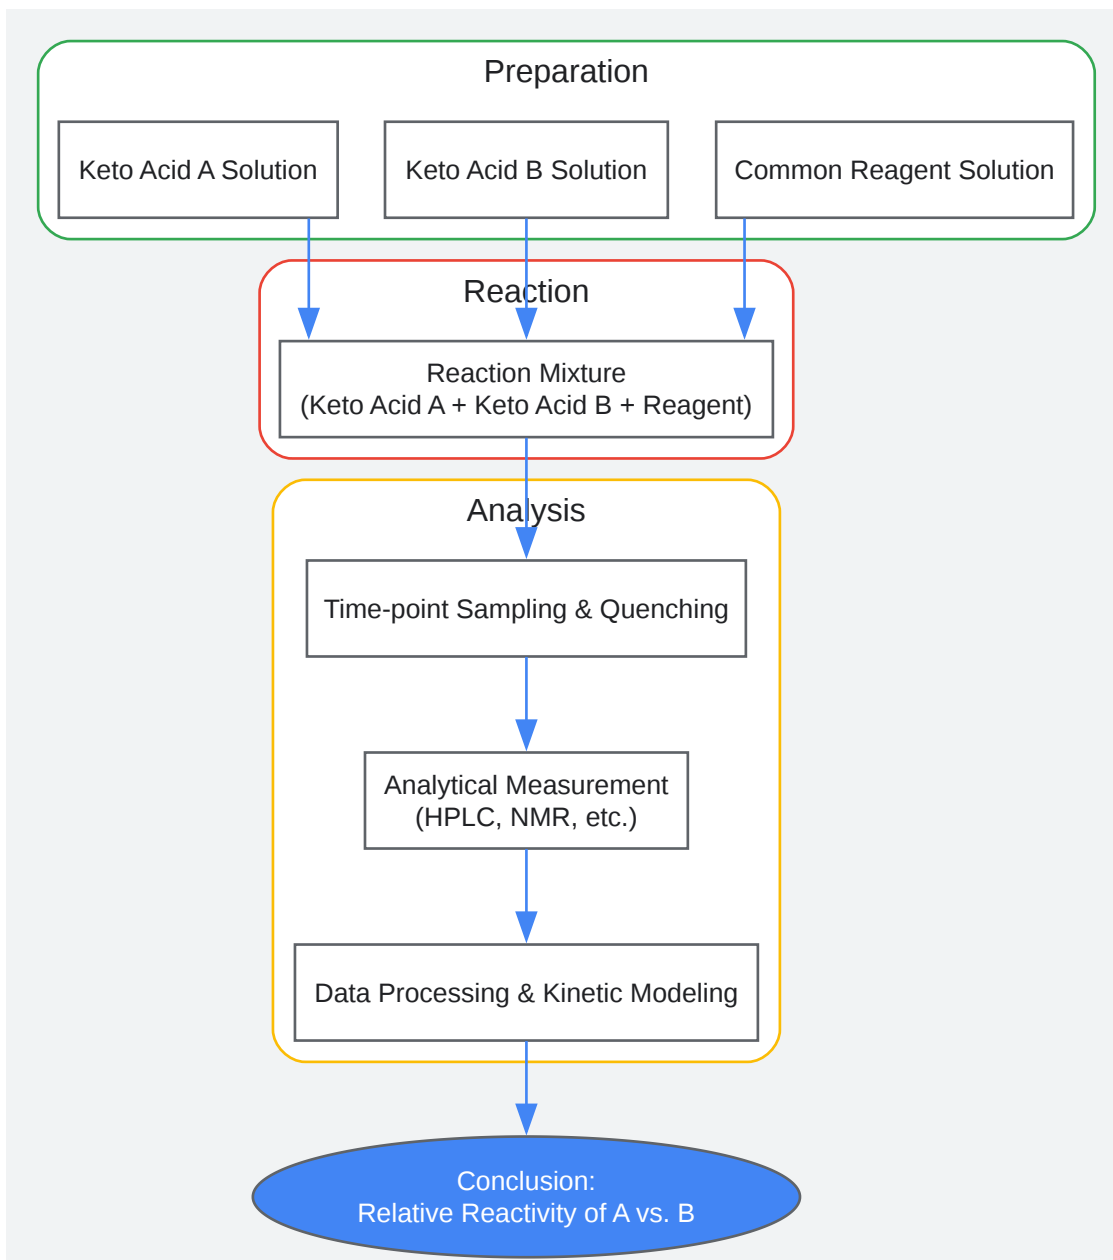 Preparation
Keto Acid A Solution
Keto Acid B Solution
Common Reagent Solution
Reaction
Reaction Mixture
(Keto Acid A + Keto Acid B + Reagent)
Analysis
Time-point Sampling & Quenching
Analytical Measurement
(HPLC, NMR, etc.)
Data Processing & Kinetic Modeling
Conclusion:
Relative Reactivity of A vs. B